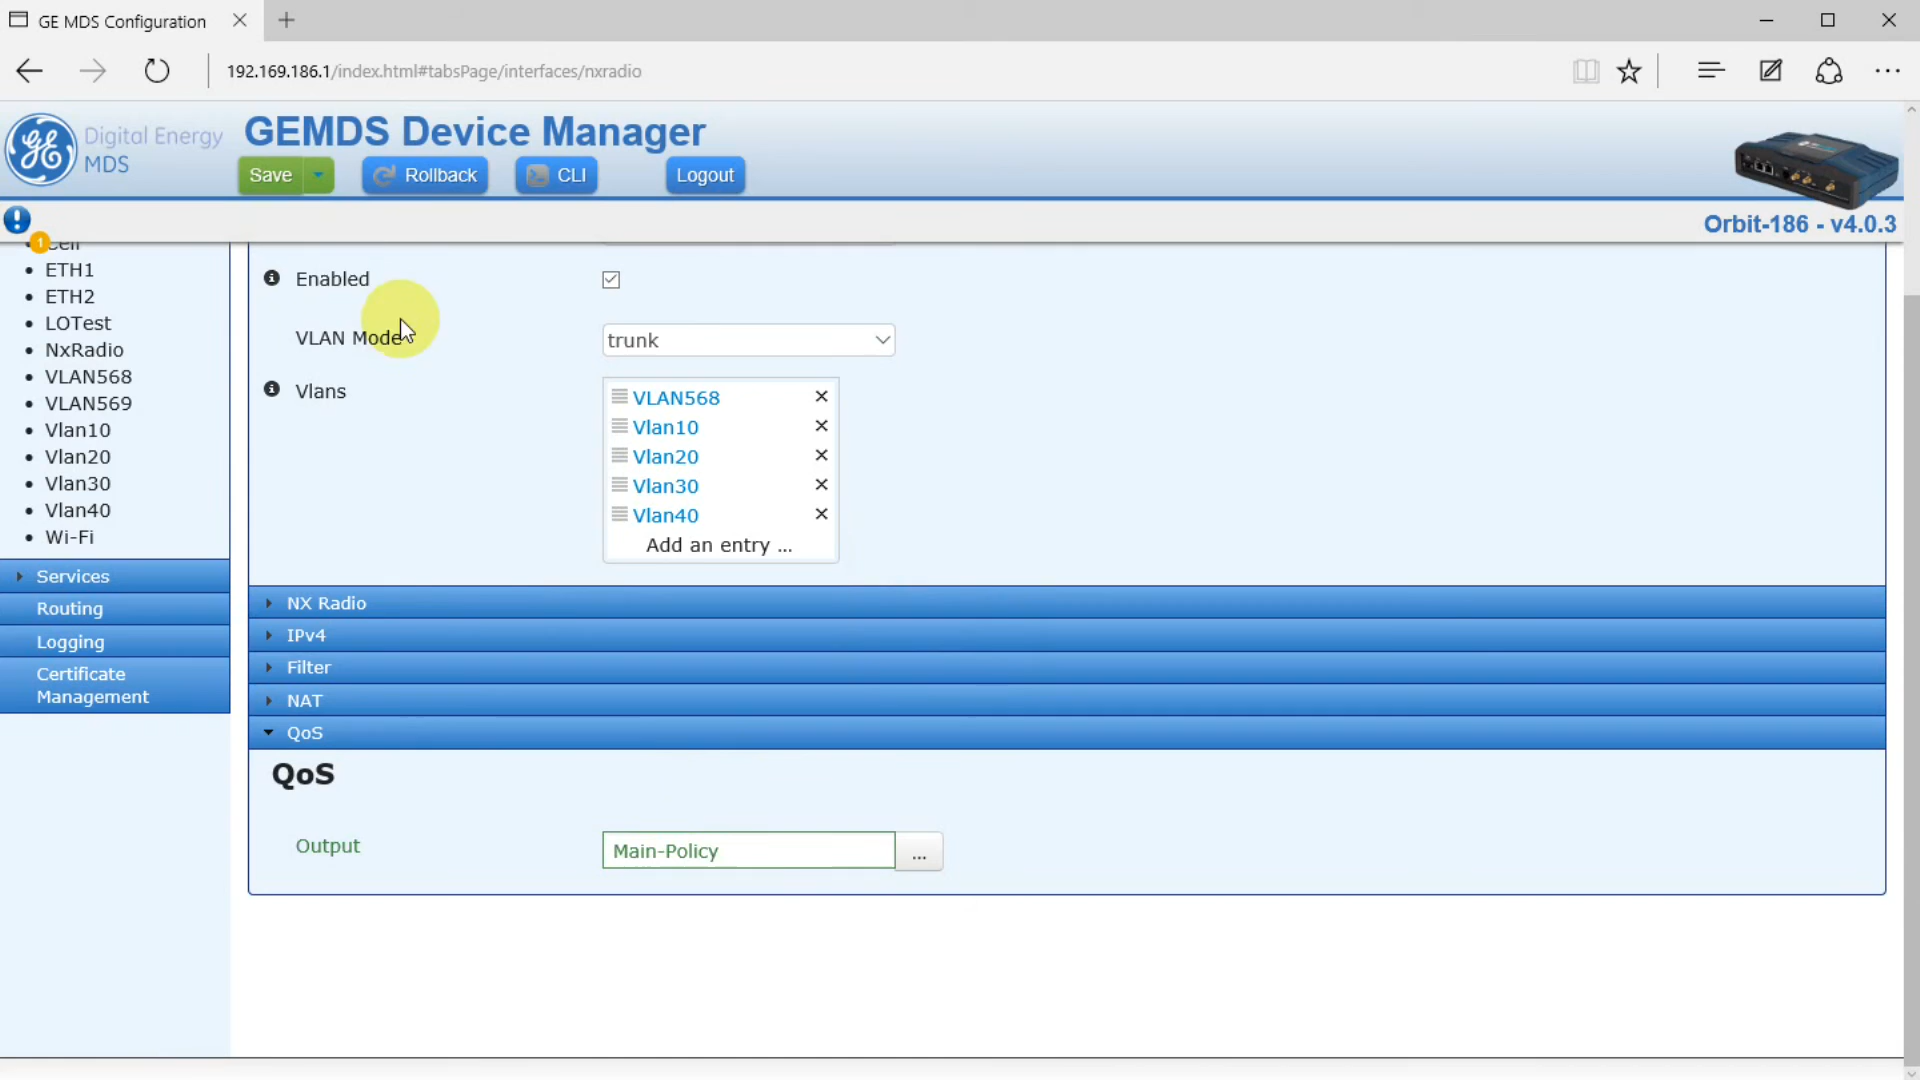 GE MDS Configuration
192.169.186.1/index.html#tabsPage/interfaces/nxradio
Digital Energy
MDS
GEMDS Device Manager
Save
Rollback
CLI
Logout
Orbit-186 - v4.0.3
1
Cell
ETH1
ETH2
LOTest
NxRadio
VLAN568
VLAN569
Vlan10
Vlan20
Vlan30
Vlan40
Wi-Fi
Services
Routing
Logging
Certificate
Management
Enabled
VLAN Mode
trunk
Vlans
VLAN568
Vlan10
Vlan20
Vlan30
Vlan40
Add an entry ...
NX Radio
IPv4
Filter
NAT
QoS
QoS
Output
Main-Policy
...